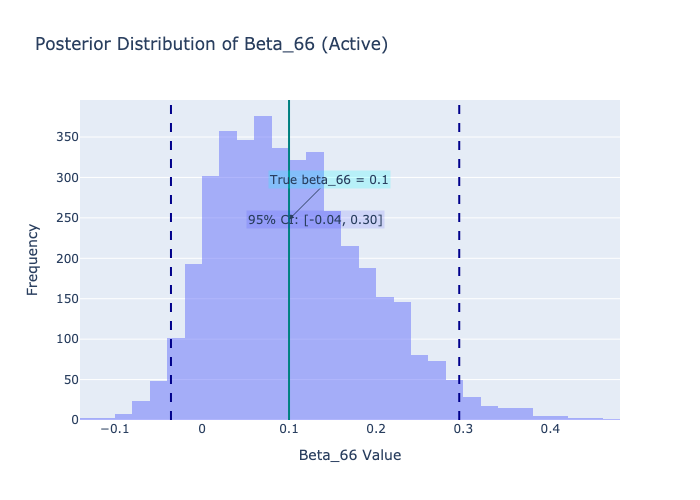 Posterior Distribution of Beta_66 (Active)
350
300
250
200
150
100
50
0
Frequency
True beta_66 = 0.1
95% CI: [-0.04, 0.30]
−0.1
0
0.1
0.2
0.3
0.4
Beta_66 Value